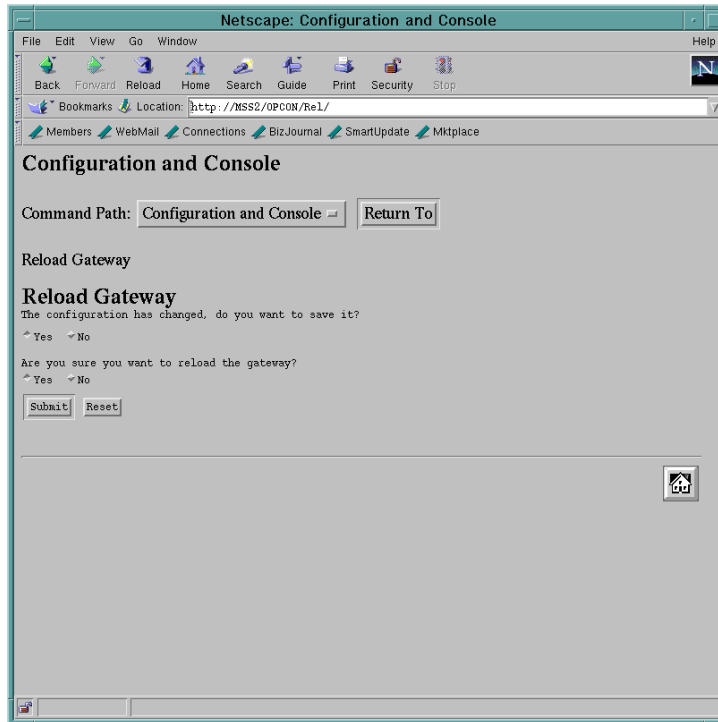 Netscape: Configuration and Console
File Edit View Go Window Help
Back Forward Reload Home Search Guide Print Security Stop
N
Bookmarks Location: http://MSS2/OPCON/Rel/
Members WebMail Connections BizJournal SmartUpdate Mktplace
Configuration and Console
Command Path: Configuration and Console Return To
Reload Gateway
Reload Gateway
The configuration has changed, do you want to save it?
Yes No
Are you sure you want to reload the gateway?
Yes No
Submit Reset